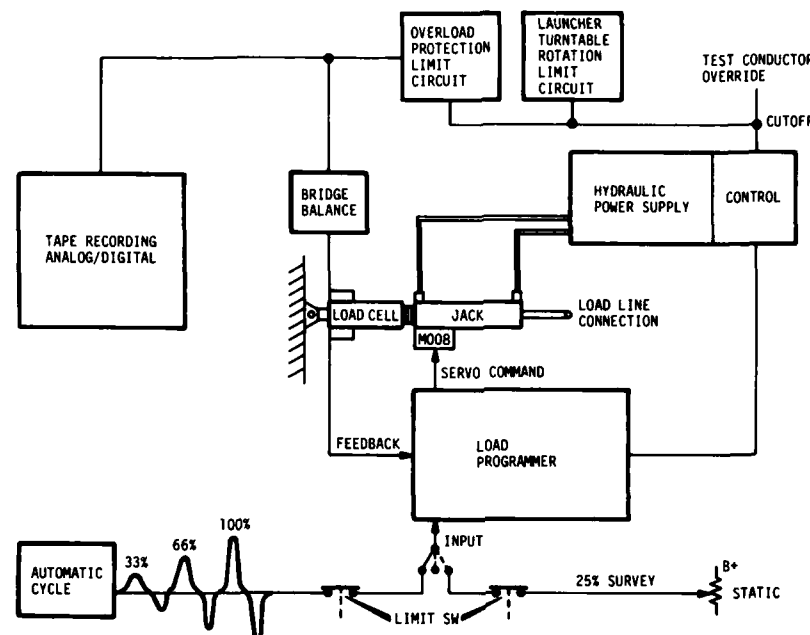 OVERLOAD
PROTECTION
LIMIT
CIRCUIT
LAUNCHER
TURNTABLE
ROTATION
LIMIT
CIRCUIT
TEST CONDUCTOR
OVERRIDE
CUTOFF
TAPE RECORDING
ANALOG/DIGITAL
BRIDGE
BALANCE
HYDRAULIC
POWER SUPPLY
CONTROL
LOAD CELL
JACK
LOAD LINE
CONNECTION
MOO8
SERVO COMMAND
FEEDBACK
LOAD
PROGRAMMER
INPUT
AUTOMATIC
CYCLE
33%
66%
100%
LIMIT SW
25% SURVEY
B+
STATIC